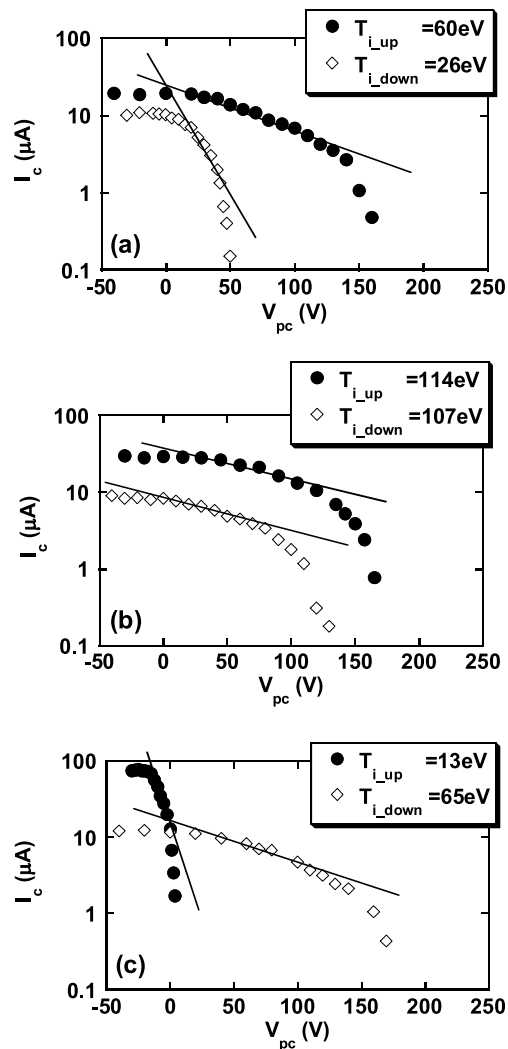 T_i_up =60eV
T_i_down =26eV
100
10
1
0.1
I_c (μA)
(a)
-50 0 50 100 150 200 250
V_pc (V)
T_i_up =114eV
T_i_down =107eV
100
10
1
0.1
I_c (μA)
(b)
-50 0 50 100 150 200 250
V_pc (V)
T_i_up =13eV
T_i_down =65eV
100
10
1
0.1
I_c (μA)
(c)
-50 0 50 100 150 200 250
V_pc (V)